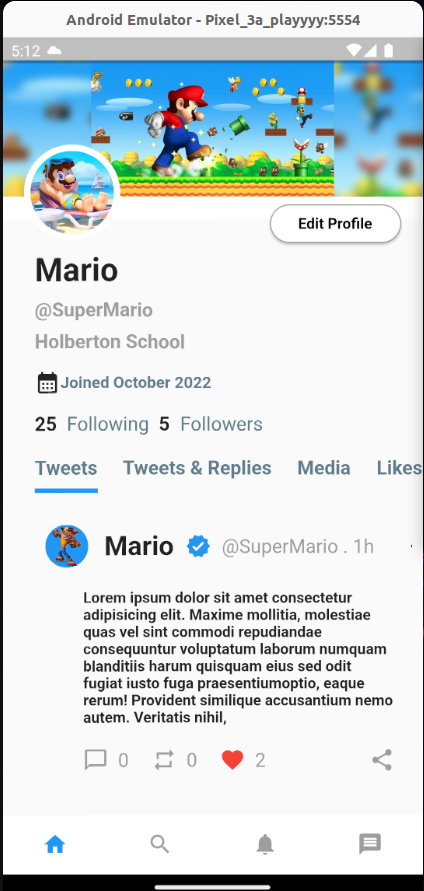 Android Emulator - Pixel_3a_playyyy:5554
5:12
Edit Profile
Mario
@SuperMario
Holberton School
Joined October 2022
25 Following 5 Followers
Tweets Tweets & Replies Media Likes
Mario @SuperMario . 1h
Lorem ipsum dolor sit amet consectetur
adipisicing elit. Maxime mollitia, molestiae
quas vel sint commodi repudiandae
consequuntur voluptatum laborum numquam
blanditiis harum quisquam eius sed odit
fugiat iusto fuga praesentiumoptio, eaque
rerum! Provident similique accusantium nemo
autem. Veritatis nihil,
0 0 2